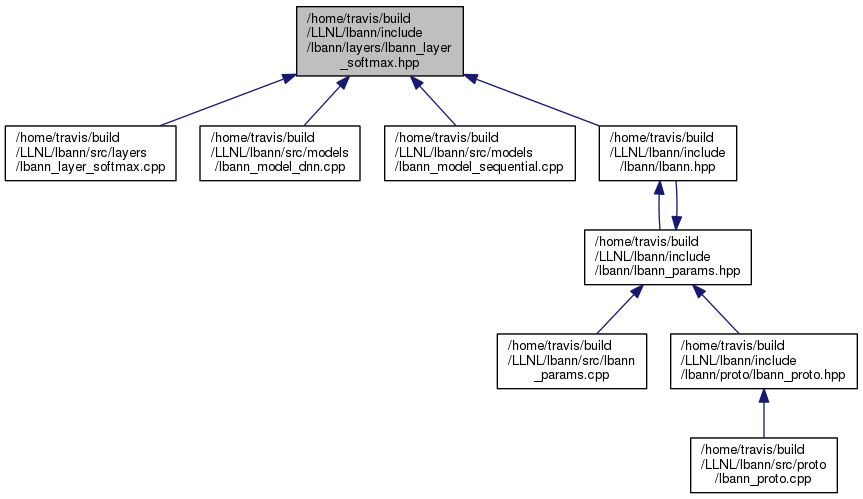 /home/travis/build
/LLNL/lbann/include
/lbann/layers/lbann_layer
_softmax.hpp
/home/travis/build
/LLNL/lbann/src/layers
/lbann_layer_softmax.cpp
/home/travis/build
/LLNL/lbann/src/models
/lbann_model_dnn.cpp
/home/travis/build
/LLNL/lbann/src/models
/lbann_model_sequential.cpp
/home/travis/build
/LLNL/lbann/include
/lbann/lbann.hpp
/home/travis/build
/LLNL/lbann/include
/lbann/lbann_params.hpp
/home/travis/build
/LLNL/lbann/src/lbann
_params.cpp
/home/travis/build
/LLNL/lbann/include
/lbann/proto/lbann_proto.hpp
/home/travis/build
/LLNL/lbann/src/proto
/lbann_proto.cpp